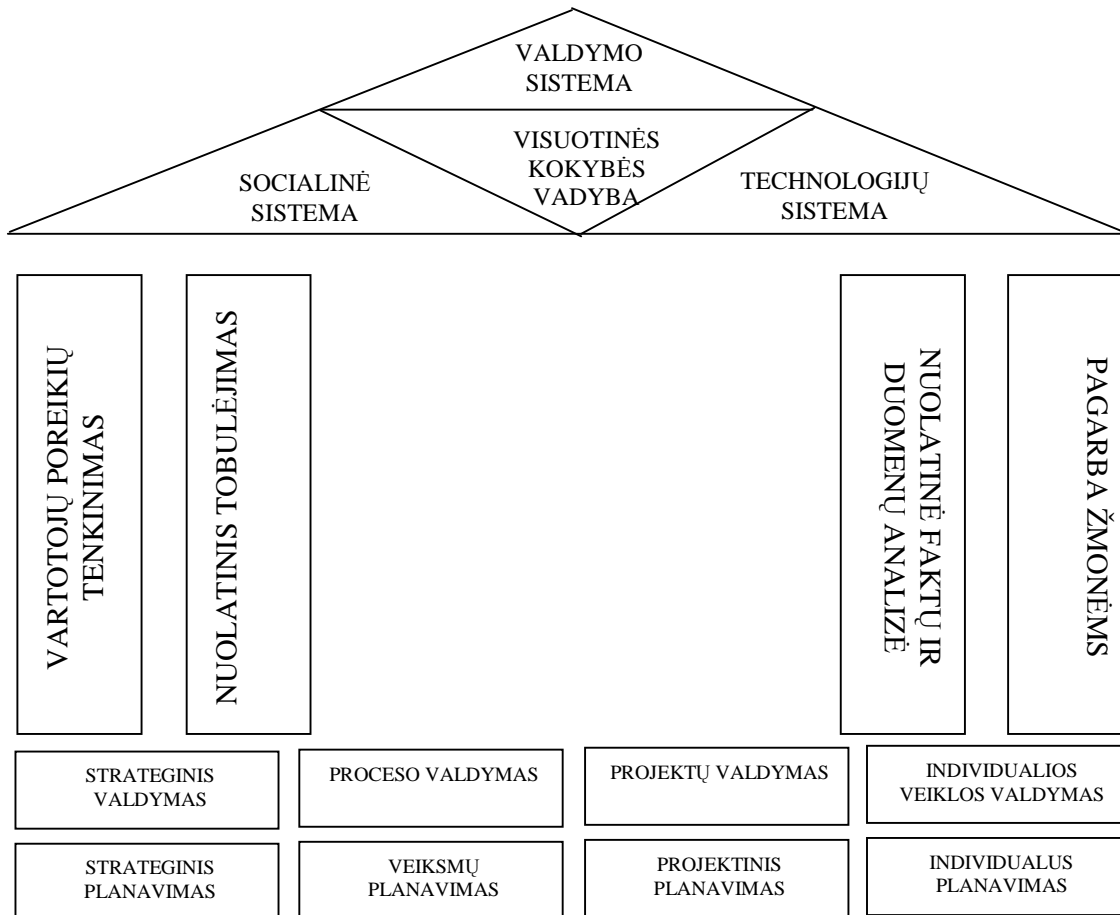 VALDYMO
SISTEMA
VISUOTINĖS
KOKYBĖS
VADYBA
SOCIALINĖ
SISTEMA
TECHNOLOGIJŲ
SISTEMA
VARTOTOJŲ POREIKIŲ
TENKINIMAS
NUOLATINIS TOBULĖJIMAS
NUOLATINĖ FAKTŲ IR
DUOMENŲ ANALIZĖ
PAGARBA ŽMONĖMS
STRATEGINIS
VALDYMAS
PROCESO VALDYMAS
PROJEKTŲ VALDYMAS
INDIVIDUALIOS
VEIKLOS VALDYMAS
STRATEGINIS
PLANAVIMAS
VEIKSMŲ
PLANAVIMAS
PROJEKTINIS
PLANAVIMAS
INDIVIDUALUS
PLANAVIMAS